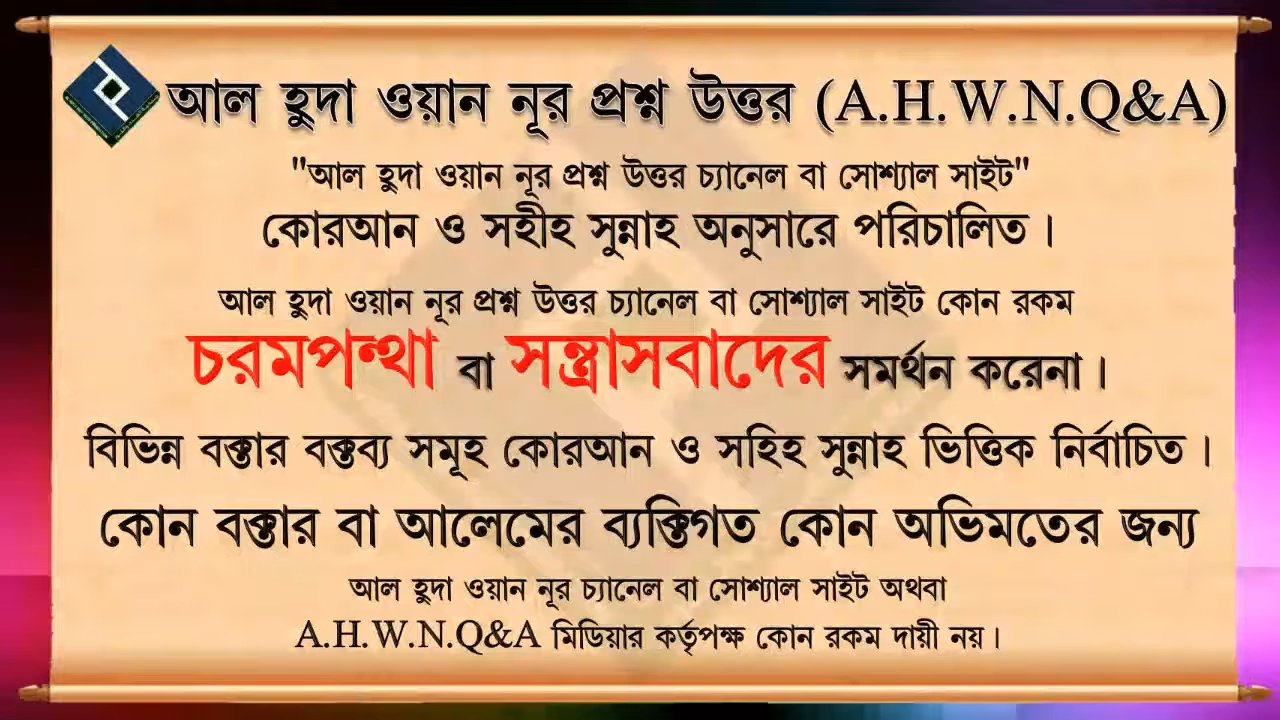 আল হুদা ওয়ান নূর প্রশ্ন উত্তর (A.H.W.N.Q&A)
"আল হুদা ওয়ান নূর প্রশ্ন উত্তর চ্যানেল বা সোশ্যাল সাইট"
কোরআন ও সহীহ সুন্নাহ অনুসারে পরিচালিত।
আল হুদা ওয়ান নূর প্রশ্ন উত্তর চ্যানেল বা সোশ্যাল সাইট কোন রকম
চরমপন্থা বা সন্ত্রাসবাদের সমর্থন করেনা।
বিভিন্ন বক্তার বক্তব্য সমূহ কোরআন ও সহিহ সুন্নাহ ভিত্তিক নির্বাচিত।
কোন বক্তার বা আলেমের ব্যক্তিগত কোন অভিমতের জন্য
আল হুদা ওয়ান নূর চ্যানেল বা সোশ্যাল সাইট অথবা
A.H.W.N.Q&A মিডিয়ার কর্তৃপক্ষ কোন রকম দায়ী নয়।